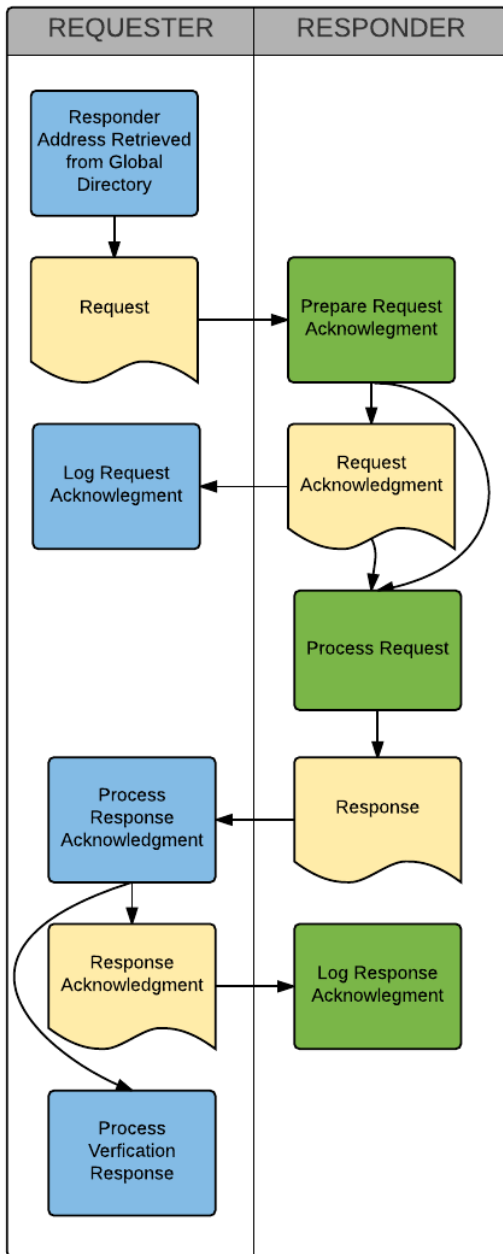 REQUESTER
RESPONDER
Responder
Address Retrieved
from Global
Directory
Request
Prepare Request
Acknowlegment
Log Request
Acknowlegment
Request
Acknowledgment
Process Request
Process
Response
Acknowledgment
Response
Response
Acknowledgment
Log Response
Acknowlegment
Process
Verfication
Response